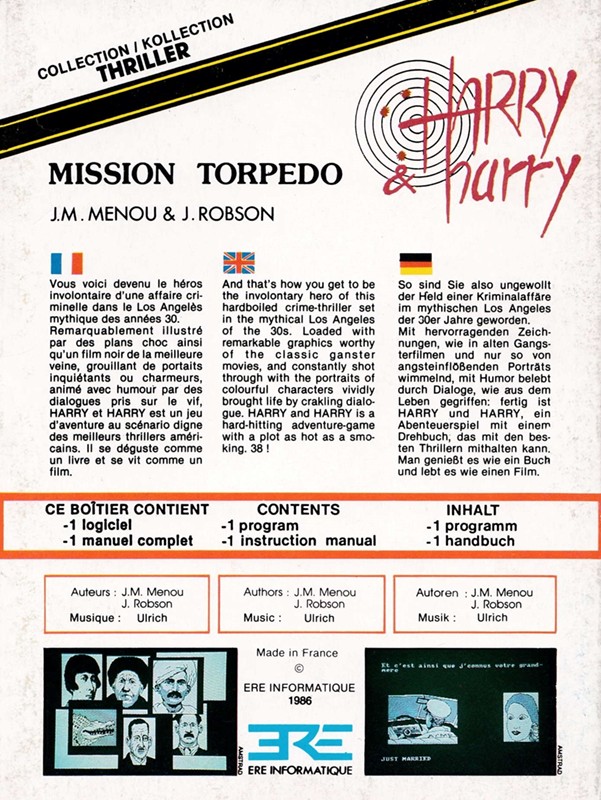 COLLECTION / KOLLECTION
THRILLER
HARRY
& harry
MISSION TORPEDO
J.M. MENOU & J. ROBSON
Vous voici devenu le héros
involontaire d'une affaire cri-
minelle dans le Los Angelès
mythique des années 30.
Remarquablement illustré
par des plans choc ainsi
qu'un film noir de la meilleure
veine, grouillant de portaits
inquiétants ou charmeurs,
animé avec humour par des
dialogues pris sur le vif,
HARRY et HARRY est un jeu
d'aventure au scénario digne
des meilleurs thrillers améri-
cains. Il se déguste comme
un livre et se vit comme un
film.
And that's how you get to be
the involontary hero of this
hardboiled crime-thriller set
in the mythical Los Angeles
of the 30s. Loaded with
remarkable graphics worthy
of the classic ganster
movies, and constantly shot
through with the portraits of
colourful characters vividly
brought life by crakling dialo-
gue. HARRY and HARRY is a
hard-hitting adventure-game
with a plot as hot as a smo-
king. 38 !
So sind Sie also ungewollt
der Held einer Kriminalaffäre
im mythischen Los Angeles
der 30er Jahre geworden.
Mit hervorragenden Zeich-
nungen, wie in alten Gangs-
terfilmen und nur so von
angsteinflößenden Porträts
wimmelnd, mit Humor belebt
durch Dialoge, wie aus dem
Leben gegriffen: fertig ist
HARRY und HARRY, ein
Abenteuerspiel mit einem
Drehbuch, das mit den bes-
ten Thrillern mithalten kann.
Man genießt es wie ein Buch
und lebt es wie einen Film.
CE BOÎTIER CONTIENT
-1 logiciel
-1 manuel complet
CONTENTS
-1 program
-1 instruction manual
INHALT
-1 programm
-1 handbuch
Auteurs : J.M. Menou
J. Robson
Musique : Ulrich
Authors : J.M. Menou
J. Robson
Music : Ulrich
Autoren : J.M. Menou
J. Robson
Musik : Ulrich
AMSTRAD
Made in France
©
ERE INFORMATIQUE
1986
ERE
ERE INFORMATIQUE
Et c'est ainsi que j'connus votre grand-
mere
JUST MARRIED
AMSTRAD